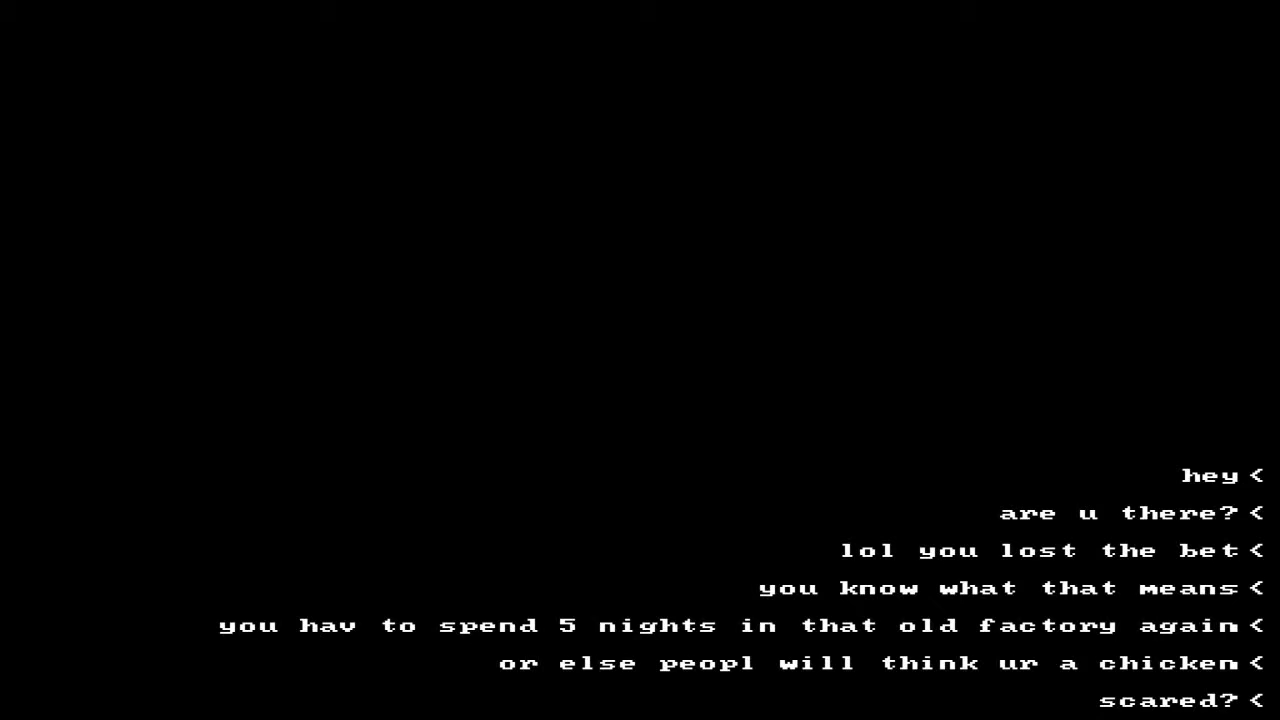 hey <
are u there? <
lol you lost the bet <
you know what that means <
you hav to spend 5 nights in that old factory again <
or else peopl will think ur a chicken <
scared? <